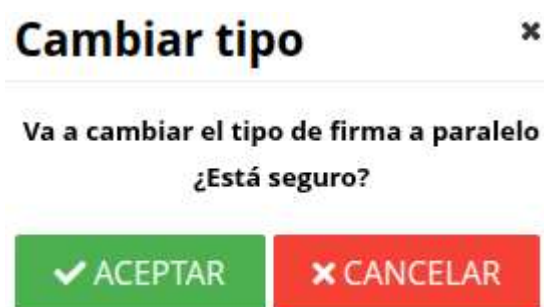 Cambiar tipo
Va a cambiar el tipo de firma a paralelo
¿Está seguro?
ACEPTAR
CANCELAR